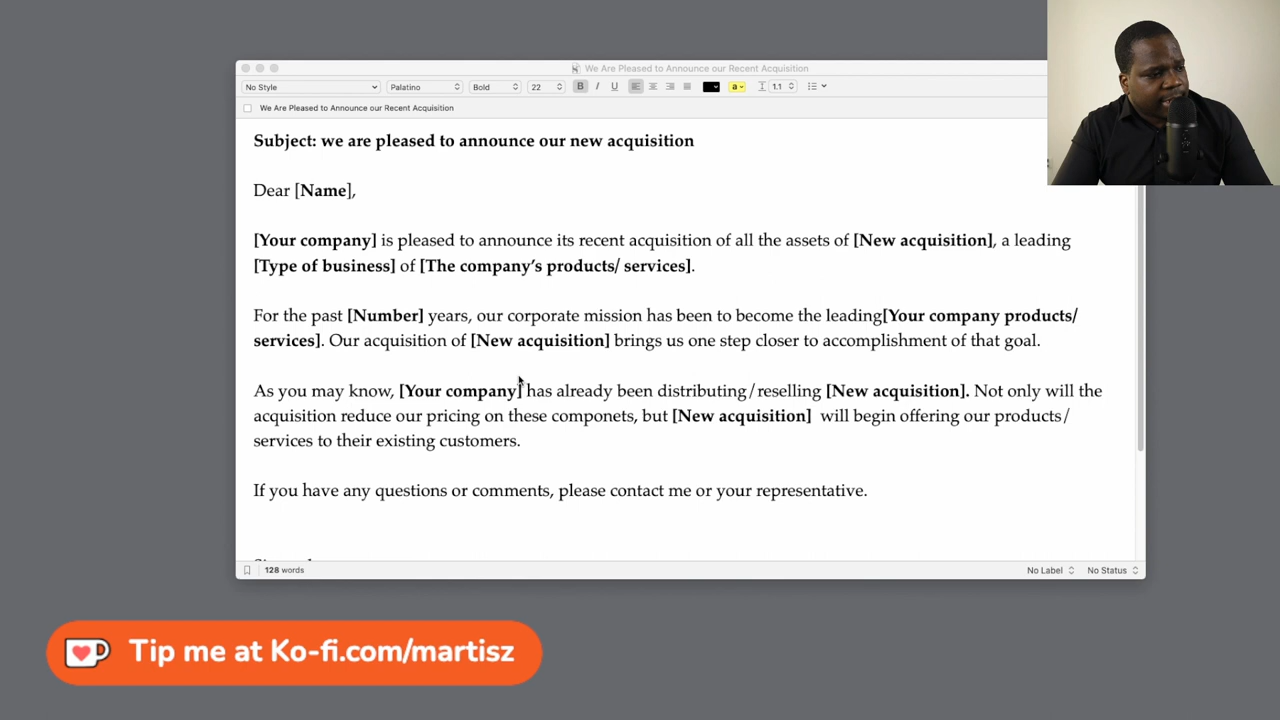 We Are Pleased to Announce our Recent Acquisition
No Style Palatino Bold 22 B I U a 1.1
We Are Pleased to Announce our Recent Acquisition
Subject: we are pleased to announce our new acquisition
Dear [Name],
[Your company] is pleased to announce its recent acquisition of all the assets of [New acquisition], a leading
[Type of business] of [The company’s products/ services].
For the past [Number] years, our corporate mission has been to become the leading[Your company products/
services]. Our acquisition of [New acquisition] brings us one step closer to accomplishment of that goal.
As you may know, [Your company] has already been distributing/reselling [New acquisition]. Not only will the
acquisition reduce our pricing on these componets, but [New acquisition]  will begin offering our products/
services to their existing customers.
If you have any questions or comments, please contact me or your representative.
128 words No Label No Status
Tip me at Ko-fi.com/martisz